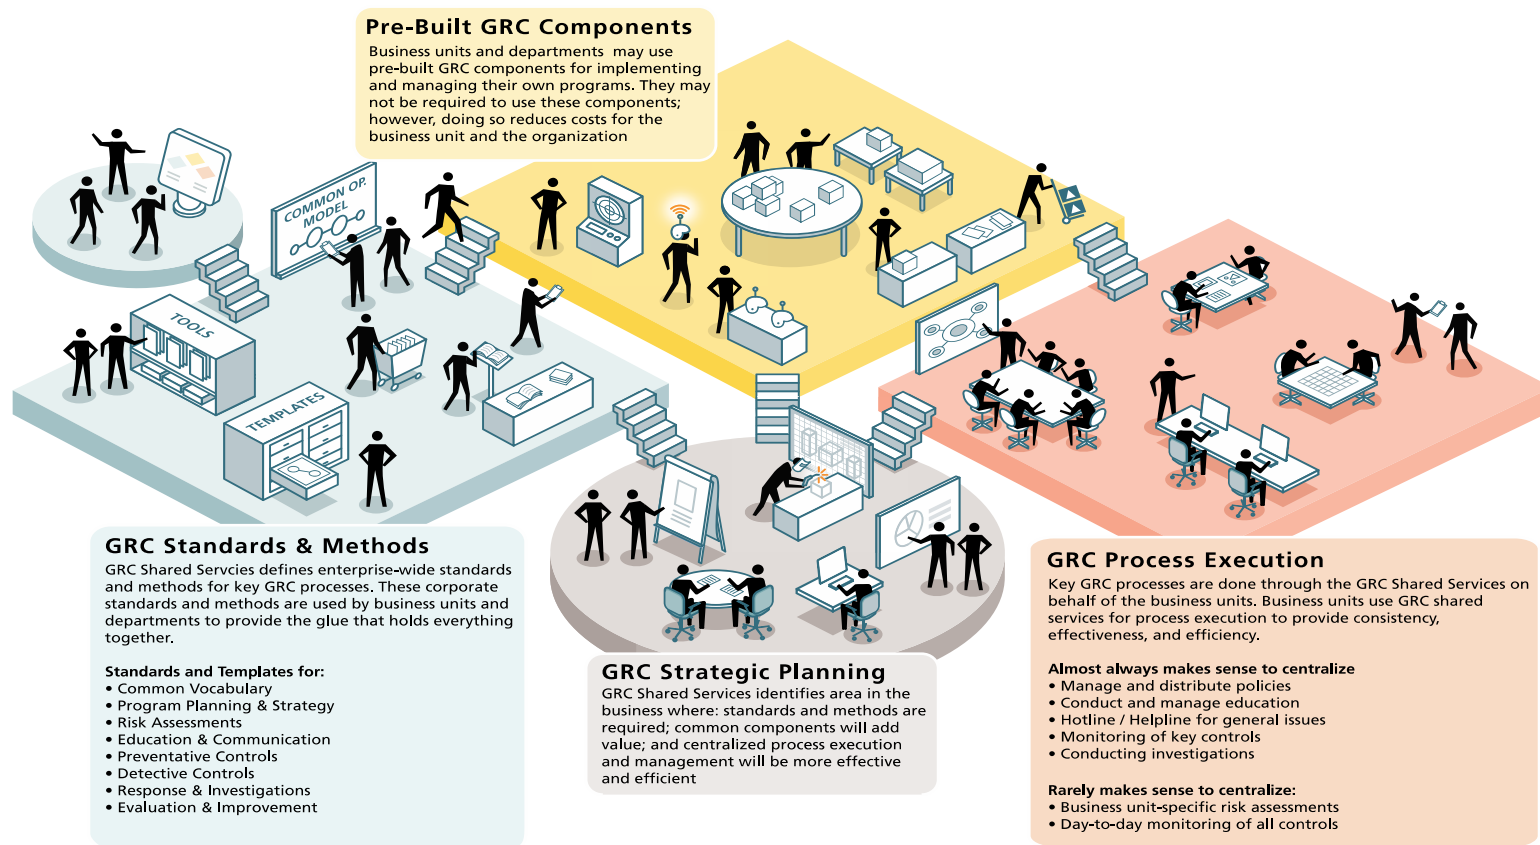 Pre-Built GRC Components
Business units and departments may use
pre-built GRC components for implementing
and managing their own programs. They may
not be required to use these components;
however, doing so reduces costs for the
business unit and the organization
COMMON OP.
MODEL
TOOLS
TEMPLATES
GRC Standards & Methods
GRC Shared Servcies defines enterprise-wide standards
and methods for key GRC processes. These corporate
standards and methods are used by business units and
departments to provide the glue that holds everything
together.
Standards and Templates for:
• Common Vocabulary
• Program Planning & Strategy
• Risk Assessments
• Education & Communication
• Preventative Controls
• Detective Controls
• Response & Investigations
• Evaluation & Improvement
GRC Strategic Planning
GRC Shared Services identifies area in the
business where: standards and methods are
required; common components will add
value; and centralized process execution
and management will be more effective
and efficient
GRC Process Execution
Key GRC processes are done through the GRC Shared Services on
behalf of the business units. Business units use GRC shared
services for process execution to provide consistency,
effectiveness, and efficiency.
Almost always makes sense to centralize
• Manage and distribute policies
• Conduct and manage education
• Hotline / Helpline for general issues
• Monitoring of key controls
• Conducting investigations
Rarely makes sense to centralize:
• Business unit-specific risk assessments
• Day-to-day monitoring of all controls